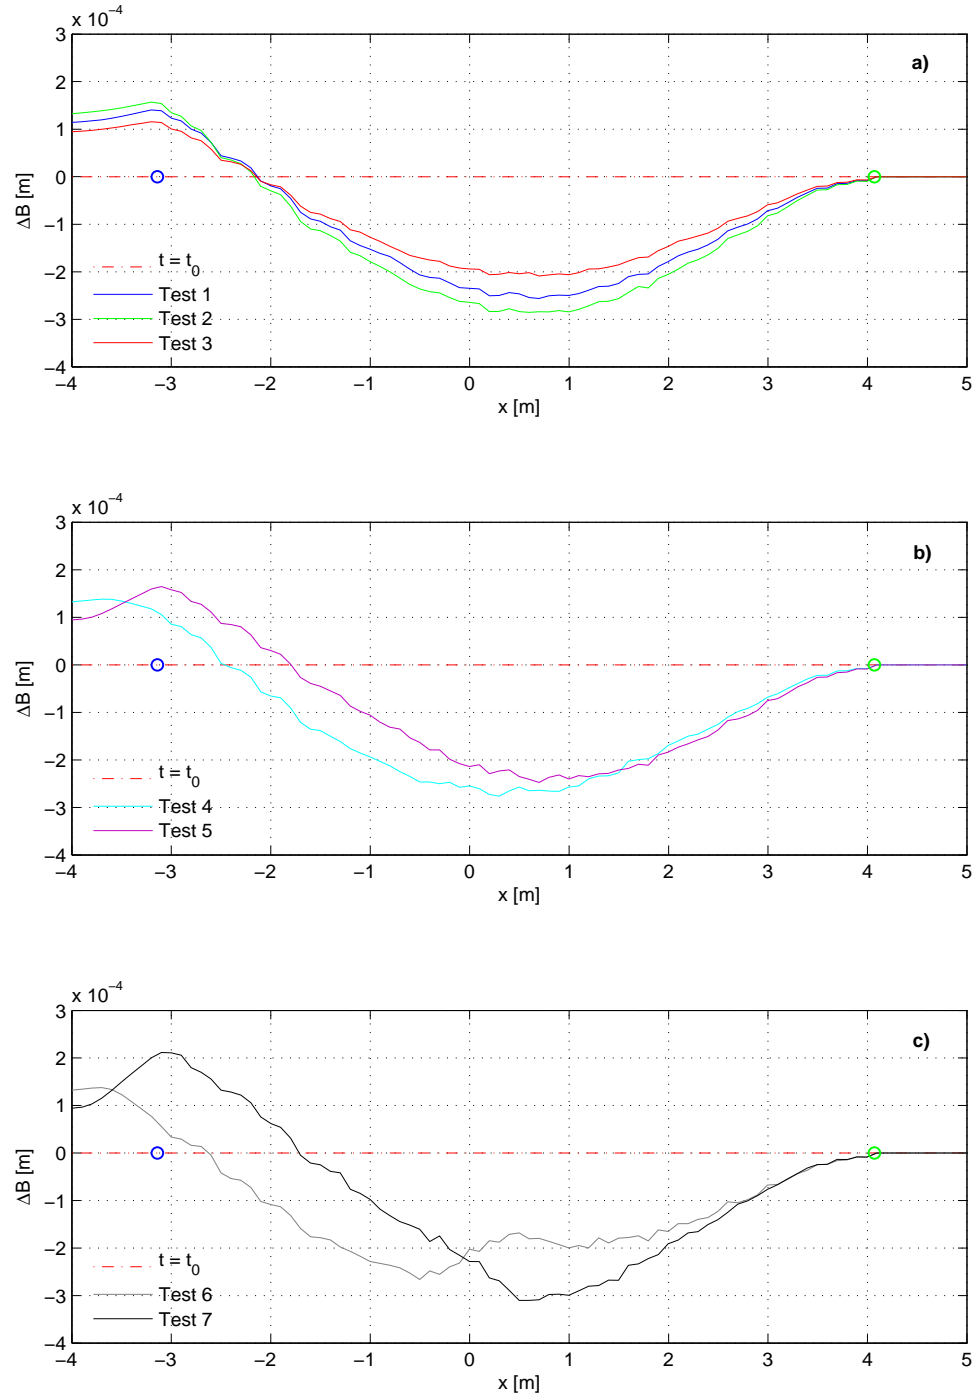 x 10−4
3
2
1
0
−1
−2
−3
−4
ΔB [m]
a)
t = t0
Test 1
Test 2
Test 3
−4 −3 −2 −1 0 1 2 3 4 5
x [m]
x 10−4
3
2
1
0
−1
−2
−3
−4
ΔB [m]
b)
t = t0
Test 4
Test 5
−4 −3 −2 −1 0 1 2 3 4 5
x [m]
x 10−4
3
2
1
0
−1
−2
−3
−4
ΔB [m]
c)
t = t0
Test 6
Test 7
−4 −3 −2 −1 0 1 2 3 4 5
x [m]